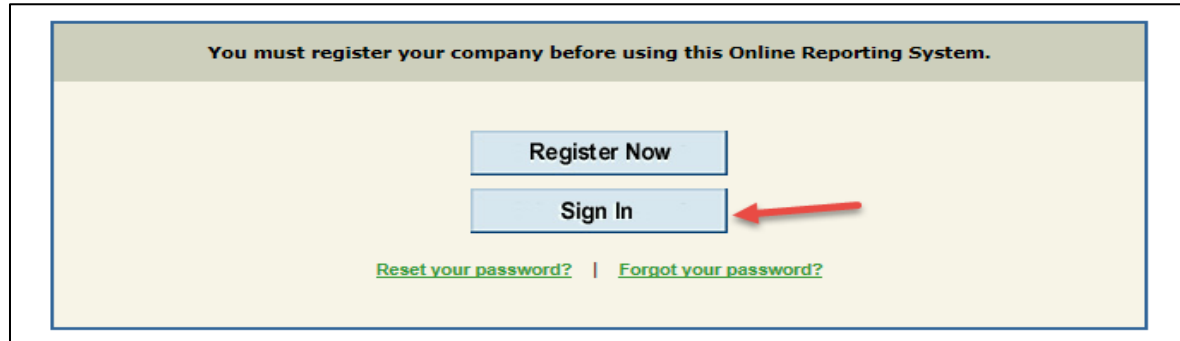 You must register your company before using this Online Reporting System.
Register Now
Sign In
Reset your password? | Forgot your password?